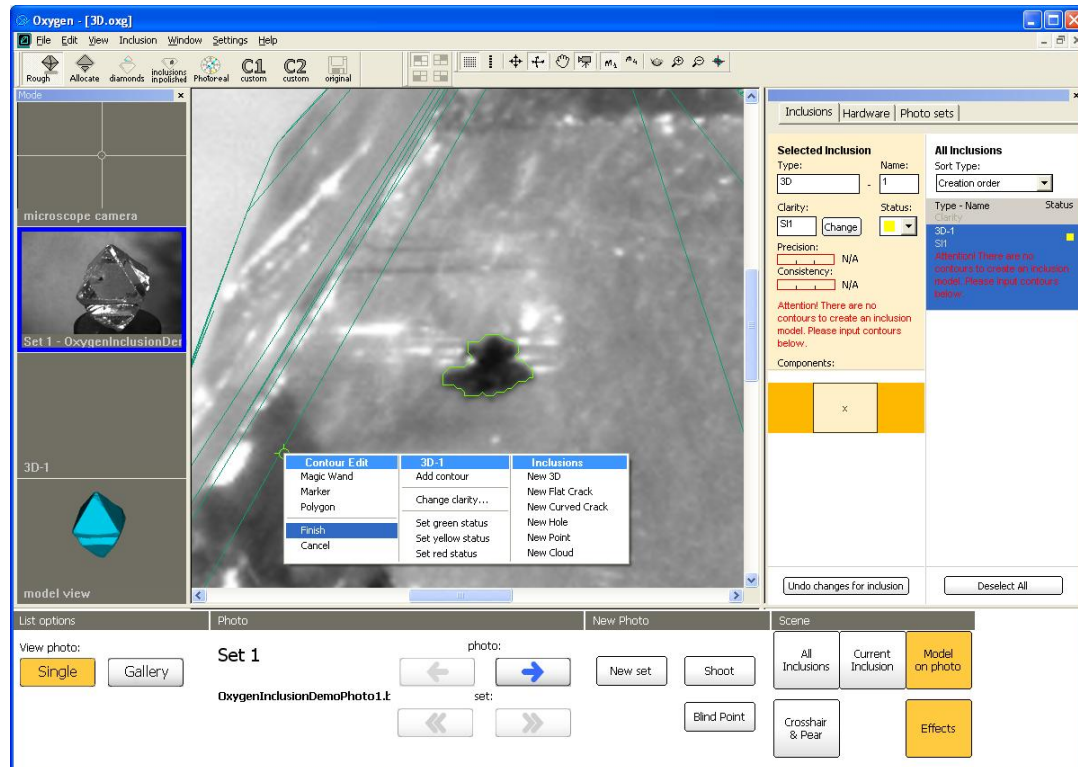 Oxygen - [3D.oxg]
File Edit View Inclusion Window Settings Help
Rough Allocate diamonds inclusions inpolished Photoreal C1 custom C2 custom original
Mode
microscope camera
Set 1 - OxygenInclusionDe
3D-1
model view
Contour Edit
Magic Wand
Marker
Polygon
Finish
Cancel
3D-1
Add contour
Change clarity...
Set green status
Set yellow status
Set red status
Inclusions
New 3D
New Flat Crack
New Curved Crack
New Hole
New Point
New Cloud
Inclusions Hardware Photo sets
Selected Inclusion
Type: Name:
3D - 1
Clarity: Status:
SI1 Change
Precision:
N/A
Consistency:
N/A
Attention! There are no
contours to create an inclusion
model. Please input contours
below.
Components:
x
Undo changes for inclusion
All Inclusions
Sort Type:
Creation order
Type - Name Status
Clarity
3D-1
SI1
Attention! There are no
contours to create an inclusion
model. Please input contours
below.
Deselect All
List options
View photo:
Single Gallery
Photo
Set 1
OxygenInclusionDemoPhoto1.b
photo:
set:
New Photo
New set Shoot
Blind Point
Scene
All
Inclusions
Current
Inclusion
Model
on photo
Crosshair
& Pear
Effects